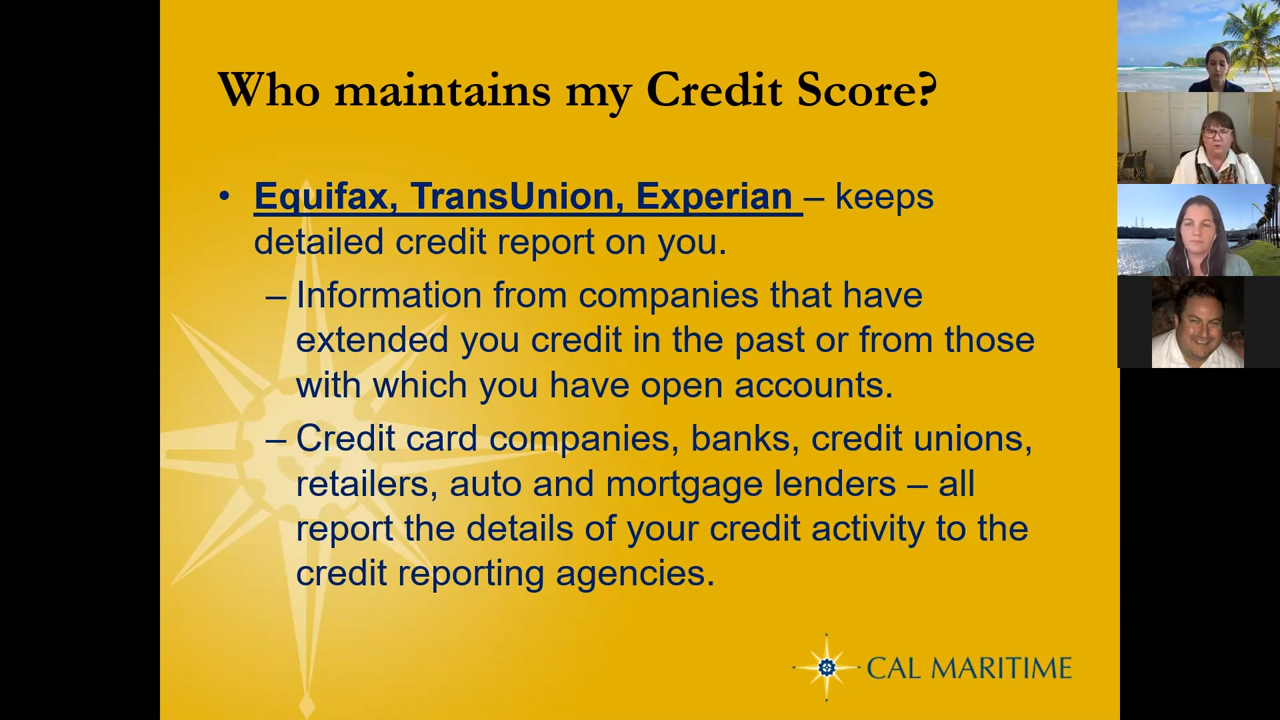 Who maintains my Credit Score?
• Equifax, TransUnion, Experian – keeps
detailed credit report on you.
– Information from companies that have
extended you credit in the past or from those
with which you have open accounts.
– Credit card companies, banks, credit unions,
retailers, auto and mortgage lenders – all
report the details of your credit activity to the
credit reporting agencies.
CAL MARITIME